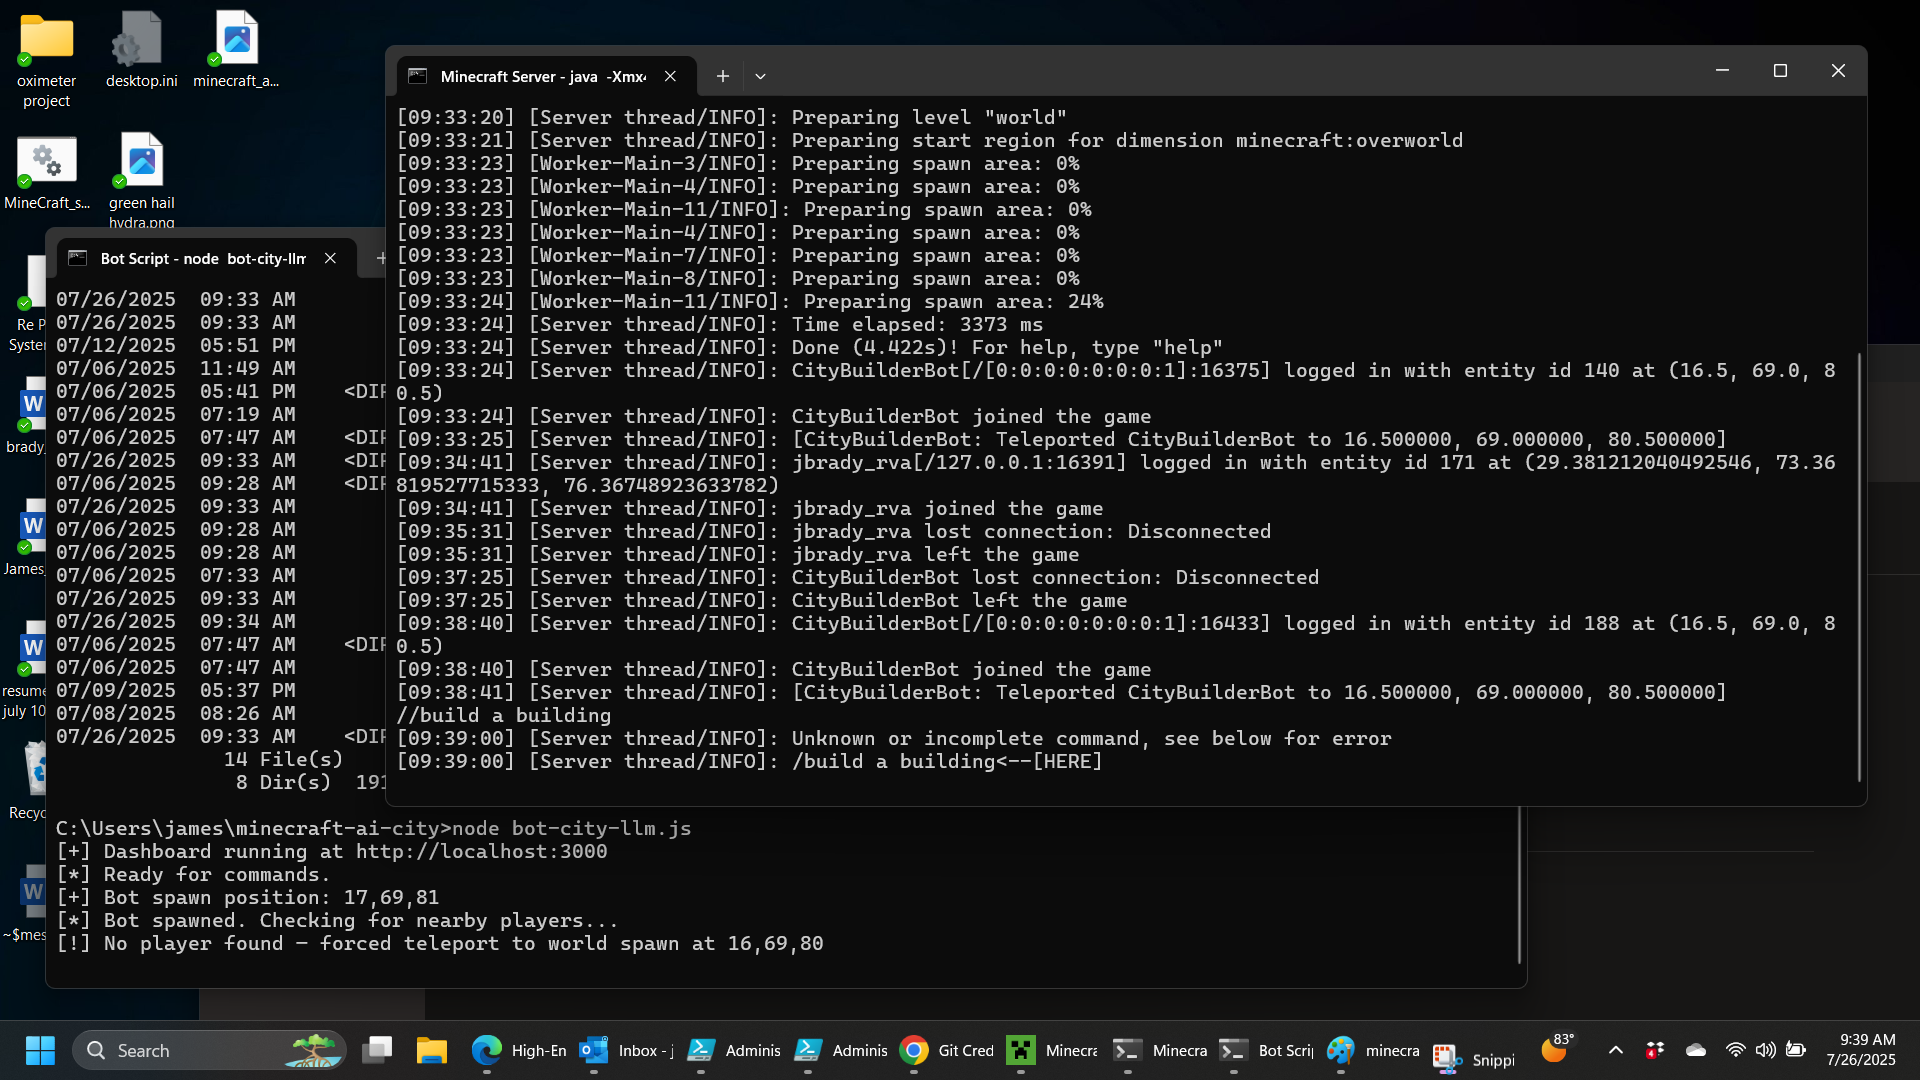 oximeter
project
desktop.ini
minecraft_a...
MineCraft_s...
green hail
hydra.png
Re P
System
brady_
James_
resume
july 10
Recyc
~$mes
Minecraft Server - java  -Xmx4
[09:33:20] [Server thread/INFO]: Preparing level "world"
[09:33:21] [Server thread/INFO]: Preparing start region for dimension minecraft:overworld
[09:33:23] [Worker-Main-3/INFO]: Preparing spawn area: 0%
[09:33:23] [Worker-Main-4/INFO]: Preparing spawn area: 0%
[09:33:23] [Worker-Main-11/INFO]: Preparing spawn area: 0%
[09:33:23] [Worker-Main-4/INFO]: Preparing spawn area: 0%
[09:33:23] [Worker-Main-7/INFO]: Preparing spawn area: 0%
[09:33:23] [Worker-Main-8/INFO]: Preparing spawn area: 0%
[09:33:24] [Worker-Main-11/INFO]: Preparing spawn area: 24%
[09:33:24] [Server thread/INFO]: Time elapsed: 3373 ms
[09:33:24] [Server thread/INFO]: Done (4.422s)! For help, type "help"
[09:33:24] [Server thread/INFO]: CityBuilderBot[/[0:0:0:0:0:0:0:1]:16375] logged in with entity id 140 at (16.5, 69.0, 8
0.5)
[09:33:24] [Server thread/INFO]: CityBuilderBot joined the game
[09:33:25] [Server thread/INFO]: [CityBuilderBot: Teleported CityBuilderBot to 16.500000, 69.000000, 80.500000]
[09:34:41] [Server thread/INFO]: jbrady_rva[/127.0.0.1:16391] logged in with entity id 171 at (29.381212040492546, 73.36
819527715333, 76.36748923633782)
[09:34:41] [Server thread/INFO]: jbrady_rva joined the game
[09:35:31] [Server thread/INFO]: jbrady_rva lost connection: Disconnected
[09:35:31] [Server thread/INFO]: jbrady_rva left the game
[09:37:25] [Server thread/INFO]: CityBuilderBot lost connection: Disconnected
[09:37:25] [Server thread/INFO]: CityBuilderBot left the game
[09:38:40] [Server thread/INFO]: CityBuilderBot[/[0:0:0:0:0:0:0:1]:16433] logged in with entity id 188 at (16.5, 69.0, 8
0.5)
[09:38:40] [Server thread/INFO]: CityBuilderBot joined the game
[09:38:41] [Server thread/INFO]: [CityBuilderBot: Teleported CityBuilderBot to 16.500000, 69.000000, 80.500000]
//build a building
[09:39:00] [Server thread/INFO]: Unknown or incomplete command, see below for error
[09:39:00] [Server thread/INFO]: /build a building<--[HERE]
Bot Script - node  bot-city-llm
07/26/2025  09:33 AM
07/26/2025  09:33 AM
07/12/2025  05:51 PM
07/06/2025  11:49 AM
07/06/2025  05:41 PM    <DIR
07/06/2025  07:19 AM
07/06/2025  07:47 AM    <DIR
07/26/2025  09:33 AM    <DIR
07/06/2025  09:28 AM    <DIR
07/26/2025  09:33 AM
07/06/2025  09:28 AM
07/06/2025  09:28 AM
07/06/2025  07:33 AM
07/26/2025  09:33 AM
07/26/2025  09:34 AM
07/06/2025  07:47 AM    <DIR
07/06/2025  07:47 AM
07/09/2025  05:37 PM
07/08/2025  08:26 AM
07/26/2025  09:33 AM    <DIR
14 File(s)
8 Dir(s)  191
C:\Users\james\minecraft-ai-city>node bot-city-llm.js
[+] Dashboard running at http://localhost:3000
[*] Ready for commands.
[+] Bot spawn position: 17,69,81
[*] Bot spawned. Checking for nearby players...
[!] No player found — forced teleport to world spawn at 16,69,80
Search
High-En
Inbox - j
Adminis
Adminis
Git Cred
Minecra
Minecra
Bot Scrip
minecra
Snippi
83°
4
9:39 AM
7/26/2025